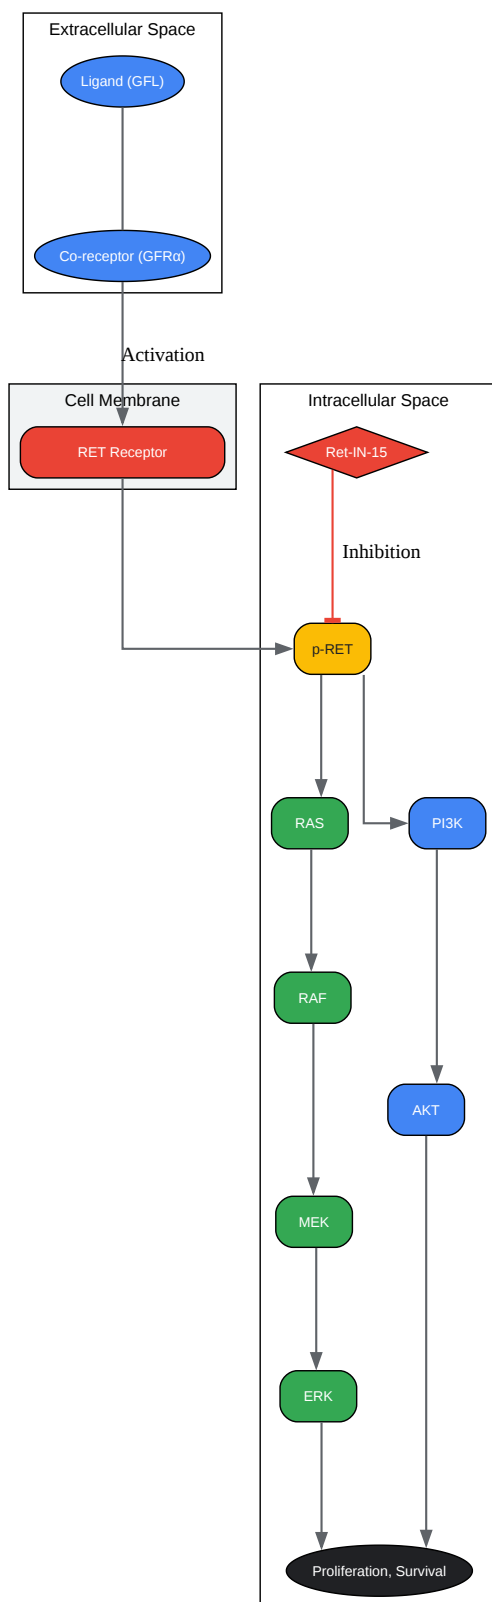 Extracellular Space
Ligand (GFL)
Co-receptor (GFRα)
Activation
Cell Membrane
RET Receptor
Intracellular Space
Ret-IN-15
Inhibition
p-RET
RAS
PI3K
RAF
AKT
MEK
ERK
Proliferation, Survival